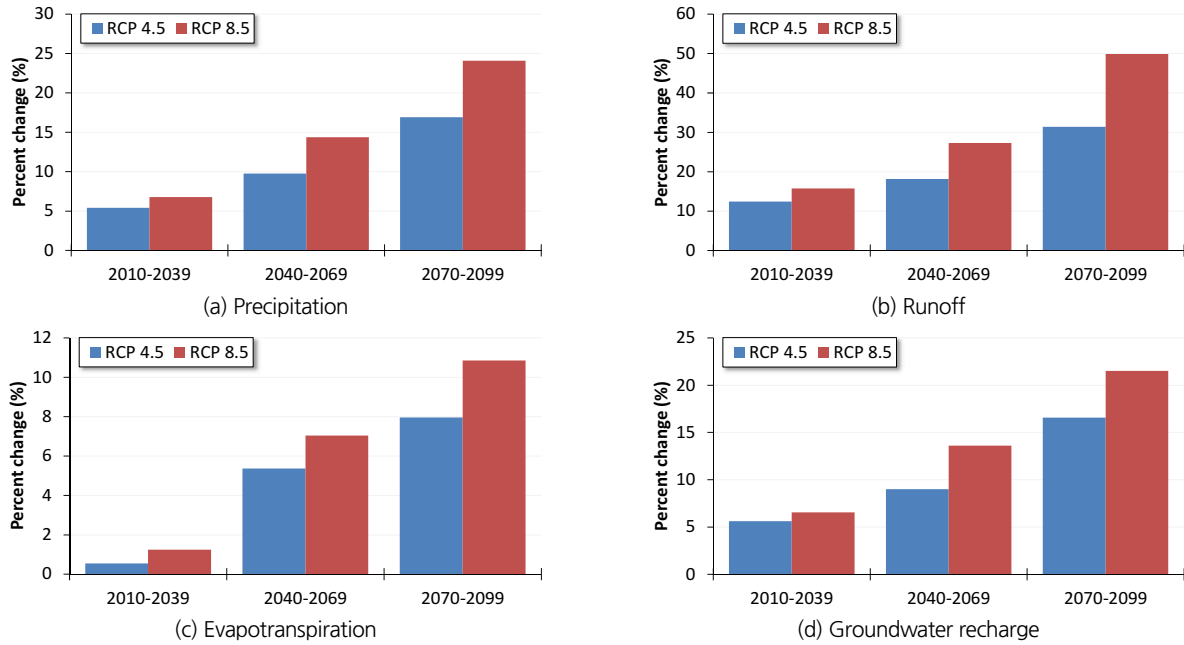 30
25
20
15
10
5
0
Percent change (%)
RCP 4.5 RCP 8.5
2010-2039 2040-2069 2070-2099
(a) Precipitation
60
50
40
30
20
10
0
Percent change (%)
RCP 4.5 RCP 8.5
2010-2039 2040-2069 2070-2099
(b) Runoff
12
10
8
6
4
2
0
Percent change (%)
RCP 4.5 RCP 8.5
2010-2039 2040-2069 2070-2099
(c) Evapotranspiration
25
20
15
10
5
0
Percent change (%)
RCP 4.5 RCP 8.5
2010-2039 2040-2069 2070-2099
(d) Groundwater recharge